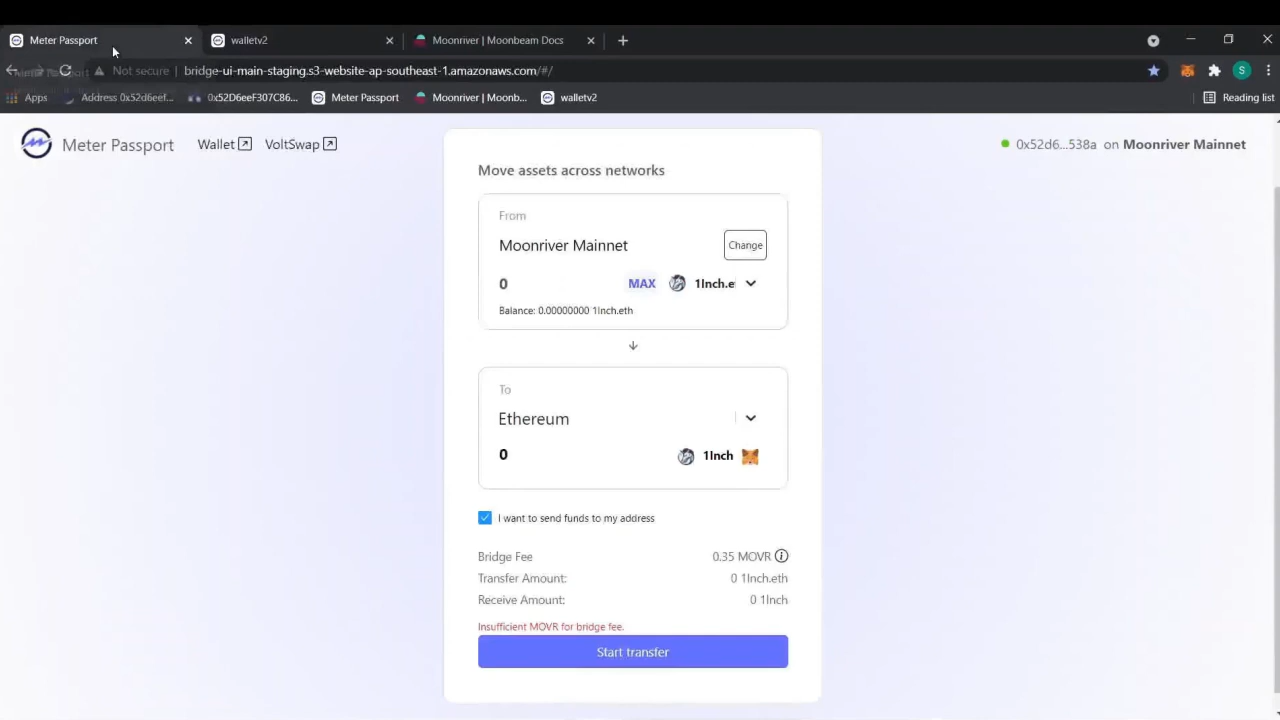 Meter Passport
walletv2
Moonriver | Moonbeam Docs
Not secure
bridge-ui-main-staging.s3-website-ap-southeast-1.amazonaws.com/#/
S
Apps
Address 0x52d6eef...
0x52D6eeF307C86...
Meter Passport
Moonriver | Moonb...
walletv2
Reading list
Meter Passport
Wallet
VoltSwap
0x52d6...538a on Moonriver Mainnet
Move assets across networks
From
Moonriver Mainnet
Change
0
MAX
1Inch.e
Balance: 0.00000000 1Inch.eth
To
Ethereum
0
1Inch
I want to send funds to my address
Bridge Fee
0.35 MOVR
Transfer Amount:
0 1Inch.eth
Receive Amount:
0 1Inch
Insufficient MOVR for bridge fee.
Start transfer